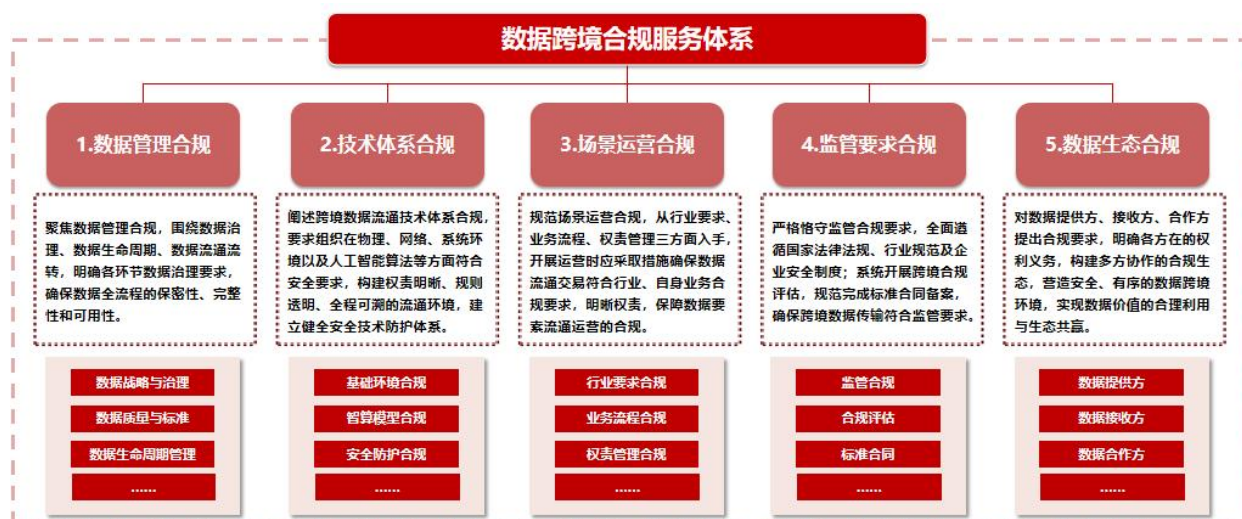 数据跨境合规服务体系
1.数据管理合规
聚焦数据管理合规，围绕数据治
理、数据生命周期、数据流通流
转，明确各环节数据治理要求，
确保数据全流程的保密性、完整
性和可用性。
数据战略与治理
数据质量与标准
数据生命周期管理
......
2.技术体系合规
阐述跨境数据流通技术体系合规，
要求组织在物理、网络、系统环
境以及人工智能算法等方面符合
安全要求，构建权责明晰、规则
透明、全程可溯的流通环境，建
立健全安全技术防护体系。
基础环境合规
智算模型合规
安全防护合规
......
3.场景运营合规
规范场景运营合规，从行业要求、
业务流程、权责管理三方面入手，
开展运营时应采取措施确保数据
流通交易符合行业、自身业务合
规要求，明晰权责，保障数据要
素流通运营的合规。
行业要求合规
业务流程合规
权责管理合规
......
4.监管要求合规
严格恪守监管合规要求，全面遵
循国家法律法规、行业规范及企
业安全制度；系统开展跨境合规
评估，规范完成标准合同备案，
确保跨境数据传输符合监管要求。
监管合规
合规评估
标准合同
......
5.数据生态合规
对数据提供方、接收方、合作方
提出合规要求，明确各方在的权
利义务，构建多方协作的合规生
态，营造安全、有序的数据跨境
环境，实现数据价值的合理利用
与生态共赢。
数据提供方
数据接收方
数据合作方
......